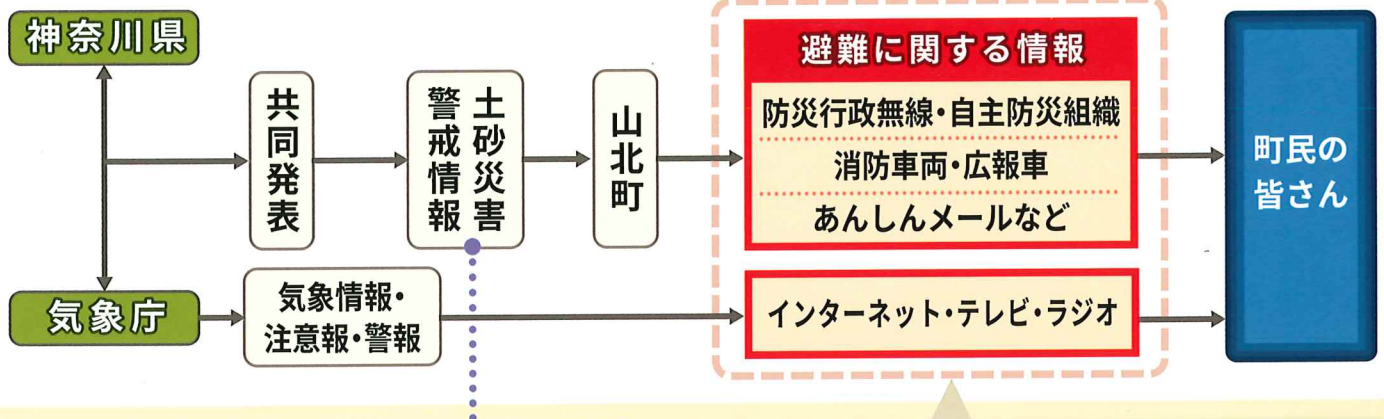 神奈川県
共同発表
土砂災害
警戒情報
山北町
避難に関する情報
防災行政無線・自主防災組織
消防車両・広報車
あんしんメールなど
町民の
皆さん
気象庁
気象情報・
注意報・警報
インターネット・テレビ・ラジオ